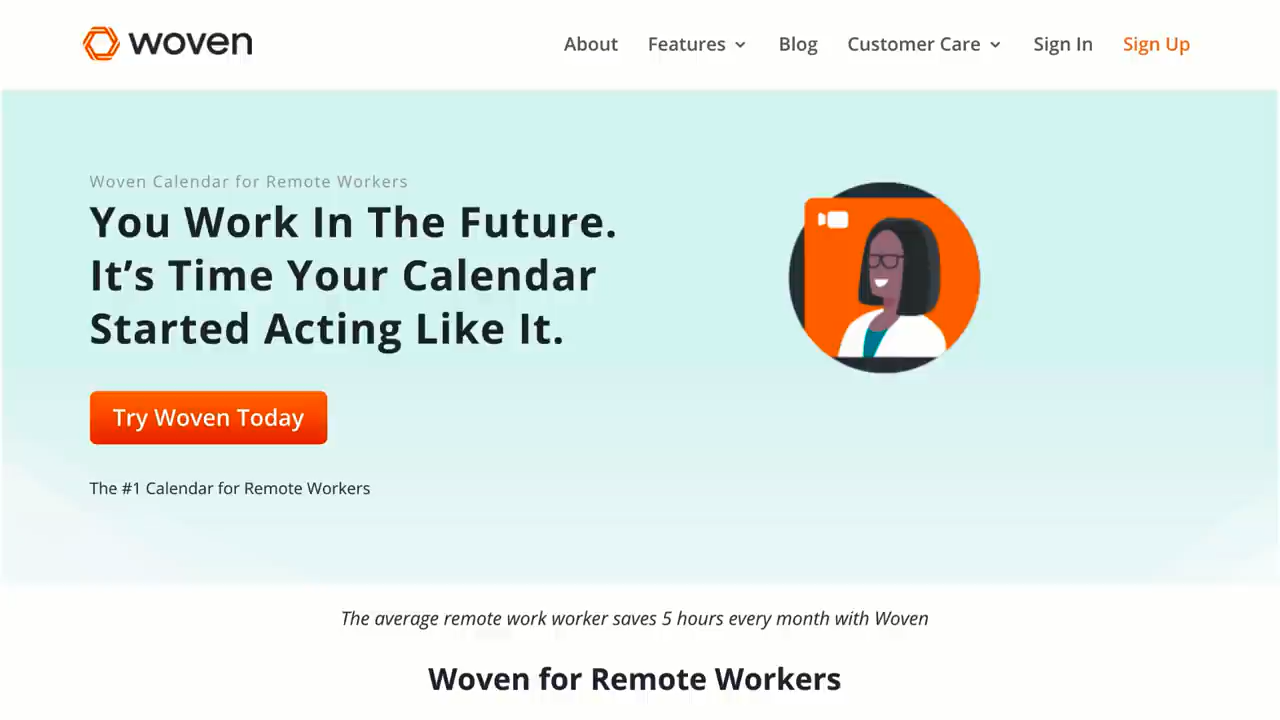 woven
About
Features
Blog
Customer Care
Sign In
Sign Up
Woven Calendar for Remote Workers
You Work In The Future.
It’s Time Your Calendar
Started Acting Like It.
Try Woven Today
The #1 Calendar for Remote Workers
The average remote work worker saves 5 hours every month with Woven
Woven for Remote Workers